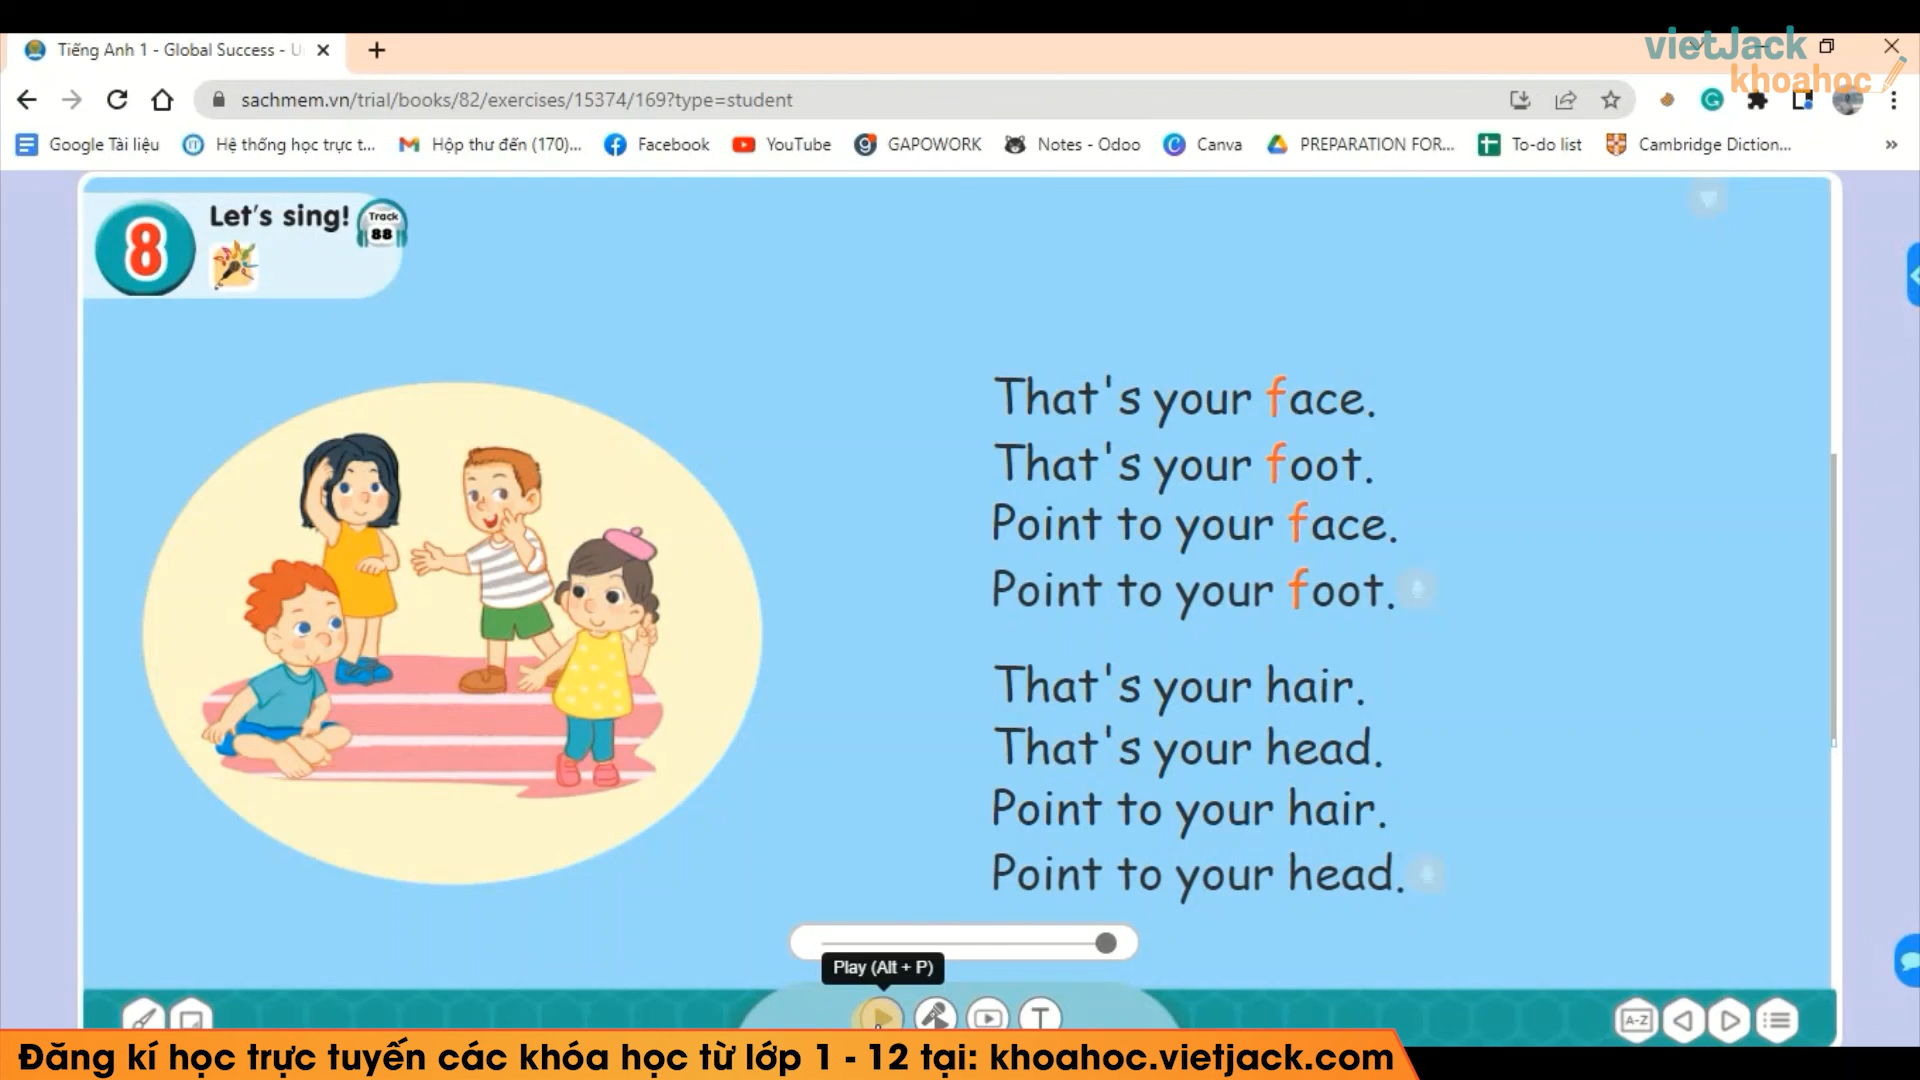 vietJack
khoahoc
Tiếng Anh 1 - Global Success - U
sachmem.vn/trial/books/82/exercises/15374/169?type=student
Google Tài liệu
Hệ thống học trực t...
Hộp thư đến (170)...
Facebook
YouTube
GAPOWORK
Notes - Odoo
Canva
PREPARATION FOR...
To-do list
Cambridge Diction...
8
Let's sing!
Track
88
That's your face.
That's your foot.
Point to your face.
Point to your foot.
That's your hair.
That's your head.
Point to your hair.
Point to your head.
Play (Alt + P)
T
A-Z
Đăng kí học trực tuyến các khóa học từ lớp 1 - 12 tại: khoahoc.vietjack.com